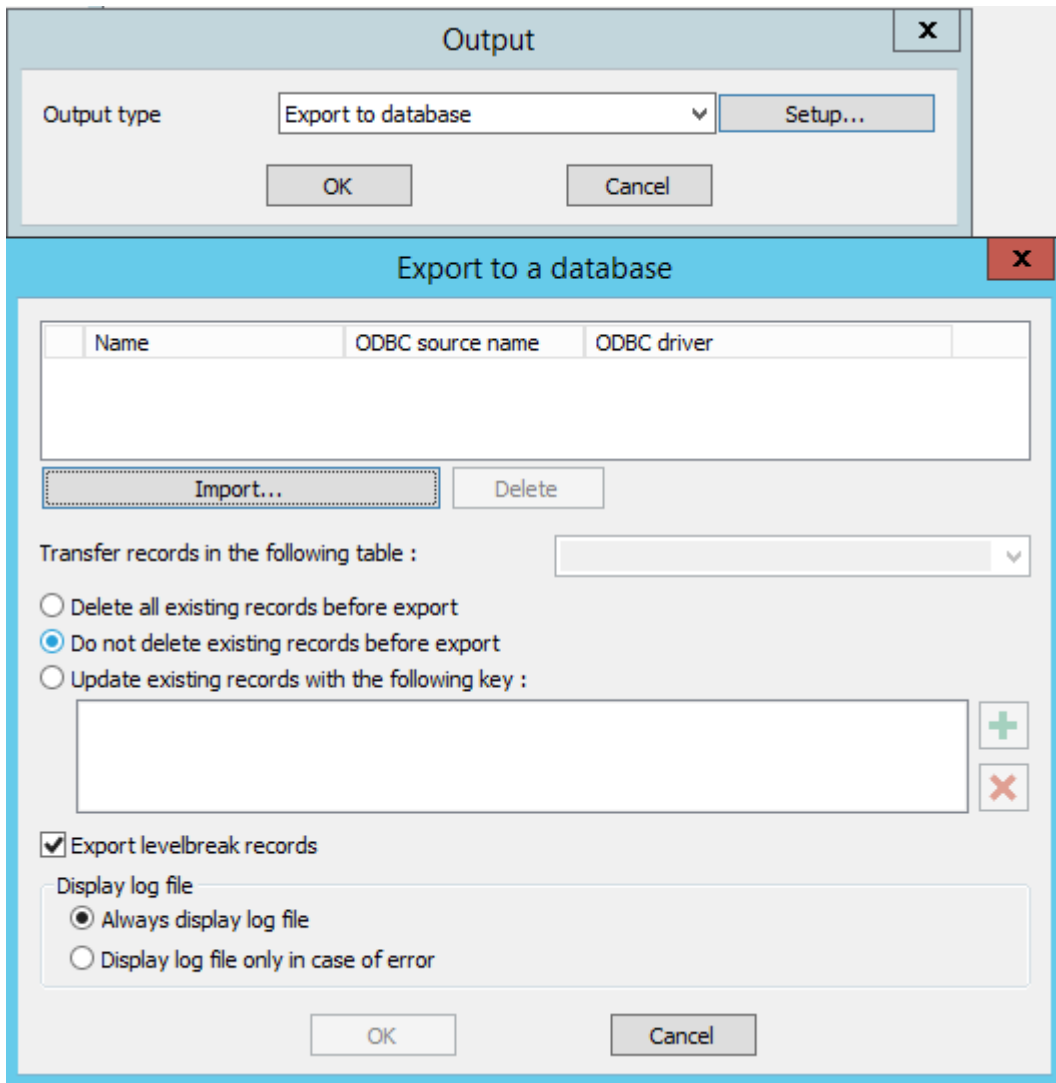 Output
x
Output type Export to database Setup...
OK Cancel
Export to a database
x
Name ODBC source name ODBC driver
Import... Delete
Transfer records in the following table :
Delete all existing records before export
Do not delete existing records before export
Update existing records with the following key :
Export levelbreak records
Display log file
Always display log file
Display log file only in case of error
OK Cancel